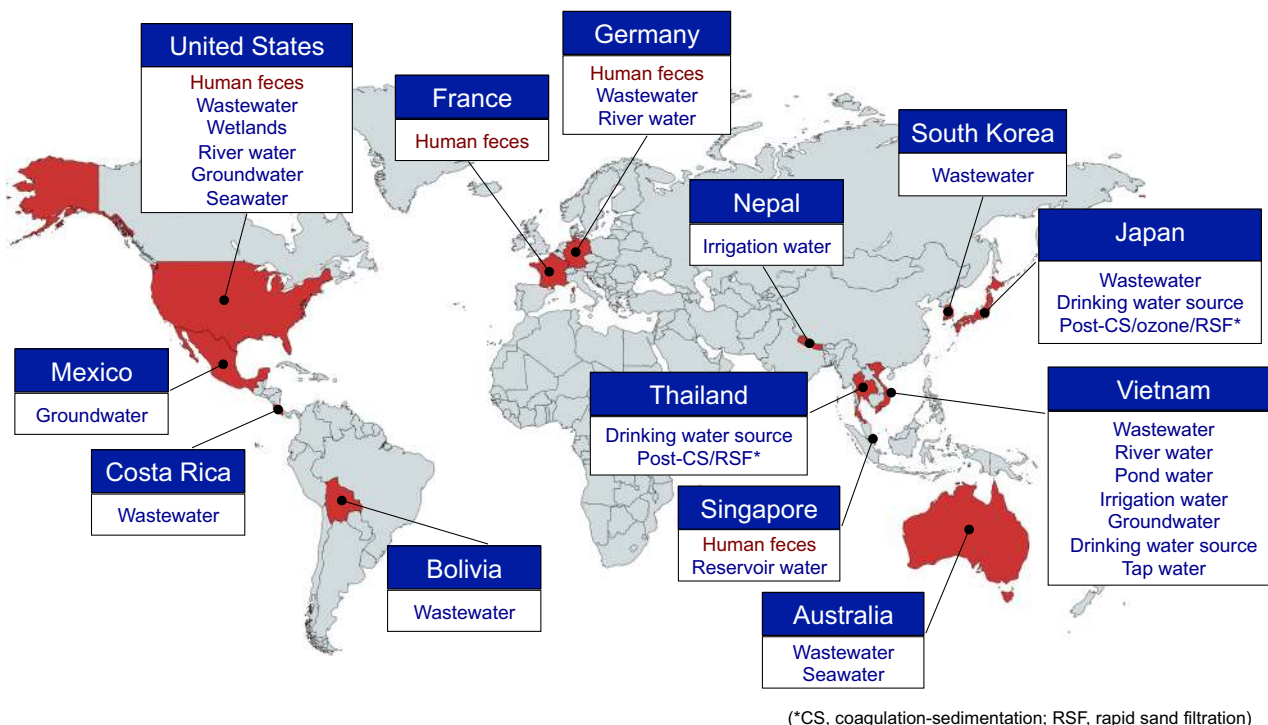 United States
Human feces
Wastewater
Wetlands
River water
Groundwater
Seawater
France
Human feces
Germany
Human feces
Wastewater
River water
South Korea
Wastewater
Nepal
Irrigation water
Japan
Wastewater
Drinking water source
Post-CS/ozone/RSF*
Mexico
Groundwater
Costa Rica
Wastewater
Bolivia
Wastewater
Thailand
Drinking water source
Post-CS/RSF*
Singapore
Human feces
Reservoir water
Vietnam
Wastewater
River water
Pond water
Irrigation water
Groundwater
Drinking water source
Tap water
Australia
Wastewater
Seawater
(*CS, coagulation-sedimentation; RSF, rapid sand filtration)